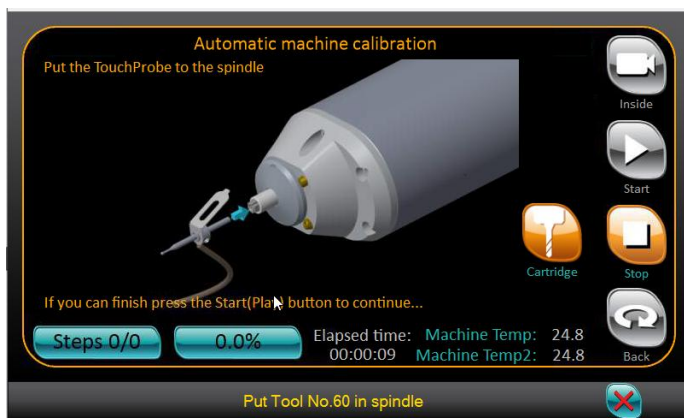 Automatic machine calibration
Put the TouchProbe to the spindle
Inside
Start
Cartridge
Stop
If you can finish press the Start(Play) button to continue...
Steps 0/0
0.0%
Elapsed time:
00:00:09
Machine Temp: 24.8
Machine Temp2: 24.8
Back
Put Tool No.60 in spindle